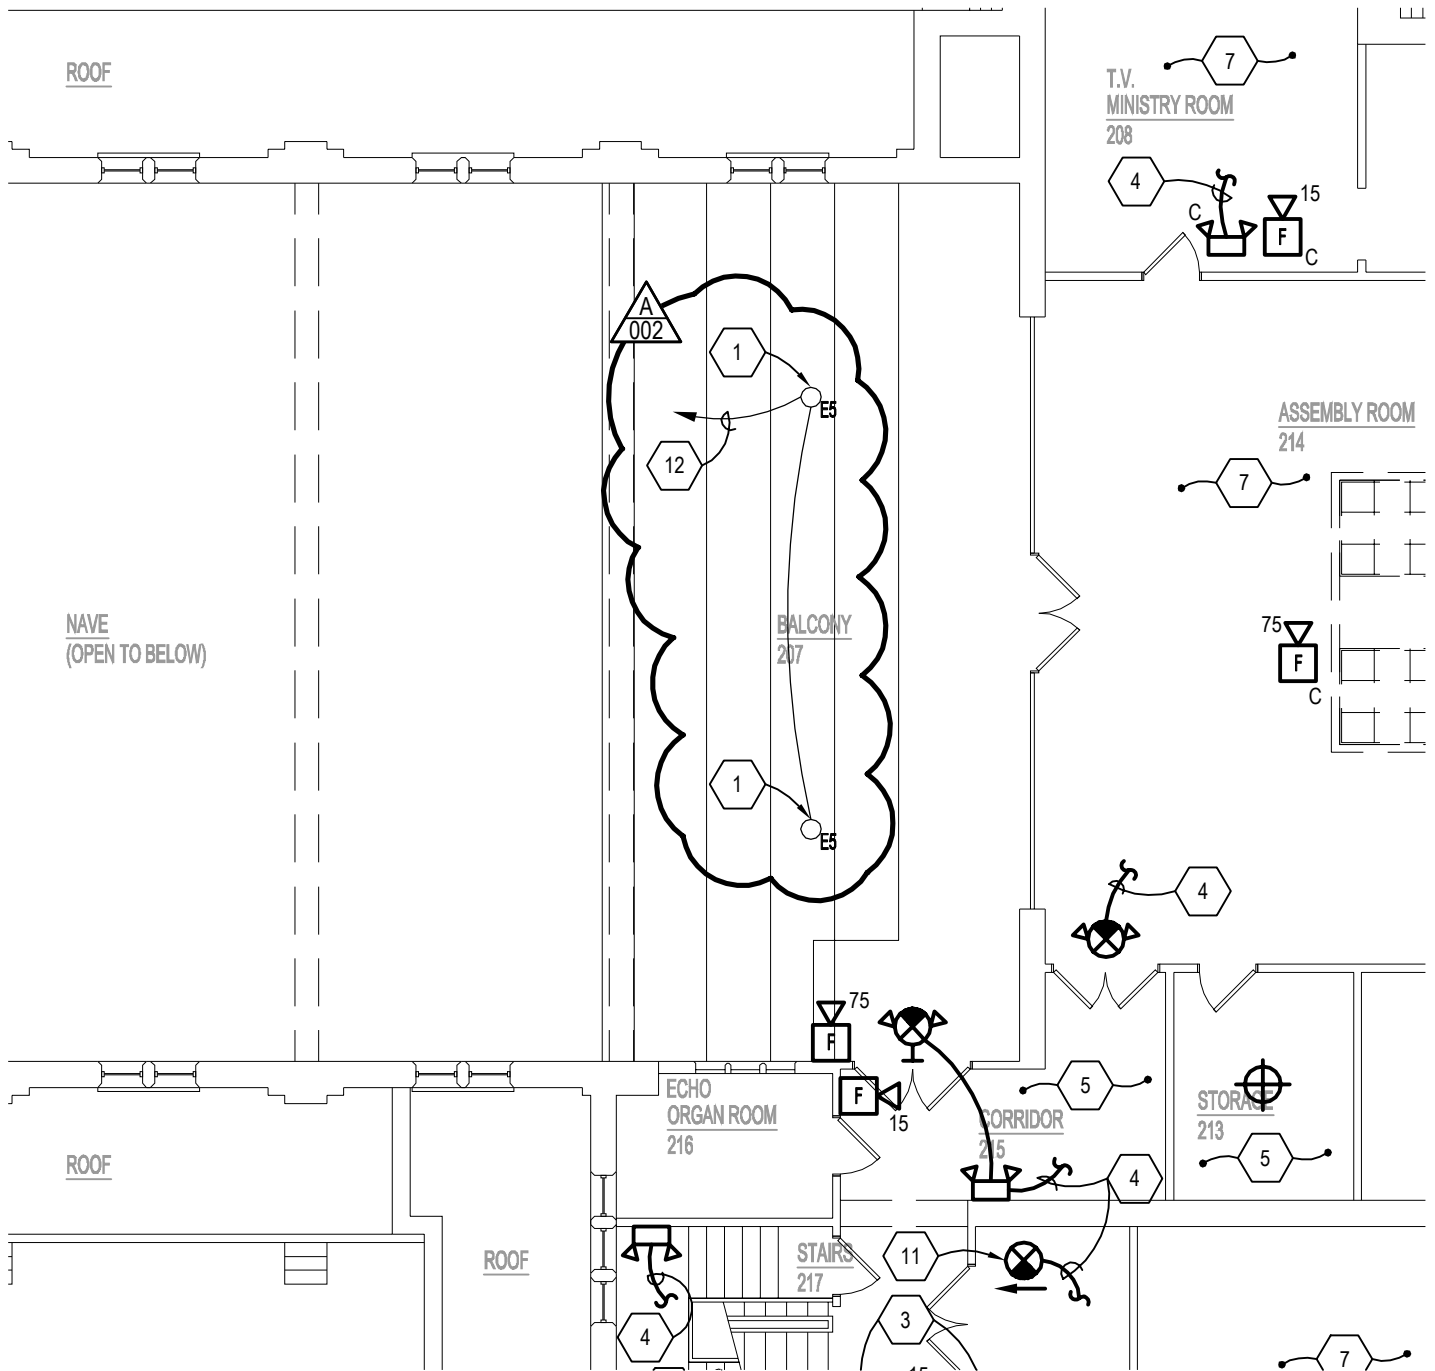 ROOF
7
T.V.
MINISTRY ROOM
208
4
15
C
F
C
A
002
1
E5
ASSEMBLY ROOM
214
12
7
NAVE
(OPEN TO BELOW)
BALCONY
207
75
F
C
1
E5
4
75
F
ECHO
ORGAN ROOM
216
F
15
5
CORRIDOR
215
STORAGE
213
5
ROOF
4
ROOF
STAIRS
217
11
3
4
7
15